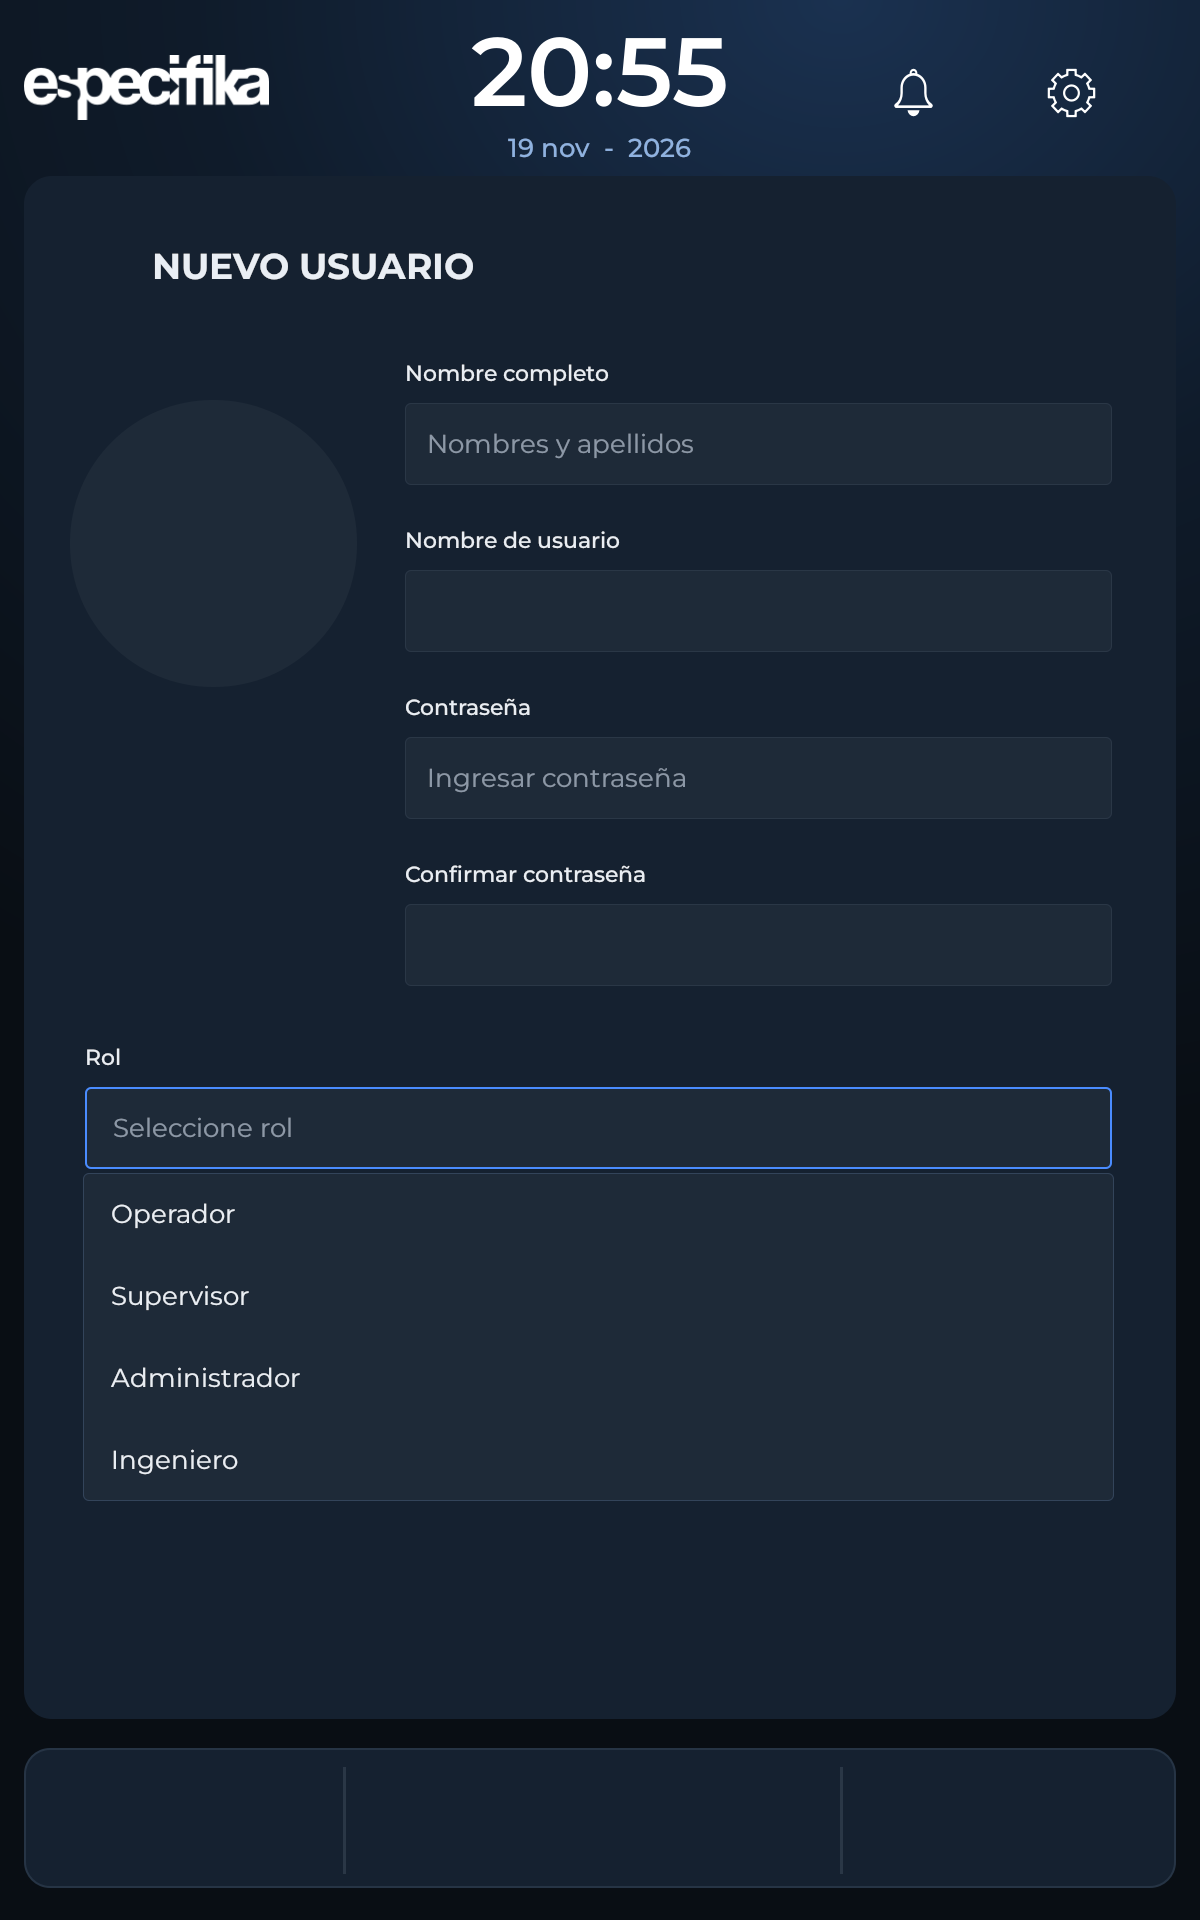 especifika
20:55
19 nov - 2026
NUEVO USUARIO
Nombre completo
Nombres y apellidos
Nombre de usuario
Contraseña
Ingresar contraseña
Confirmar contraseña
Rol
Seleccione rol
Operador
Supervisor
Administrador
Ingeniero